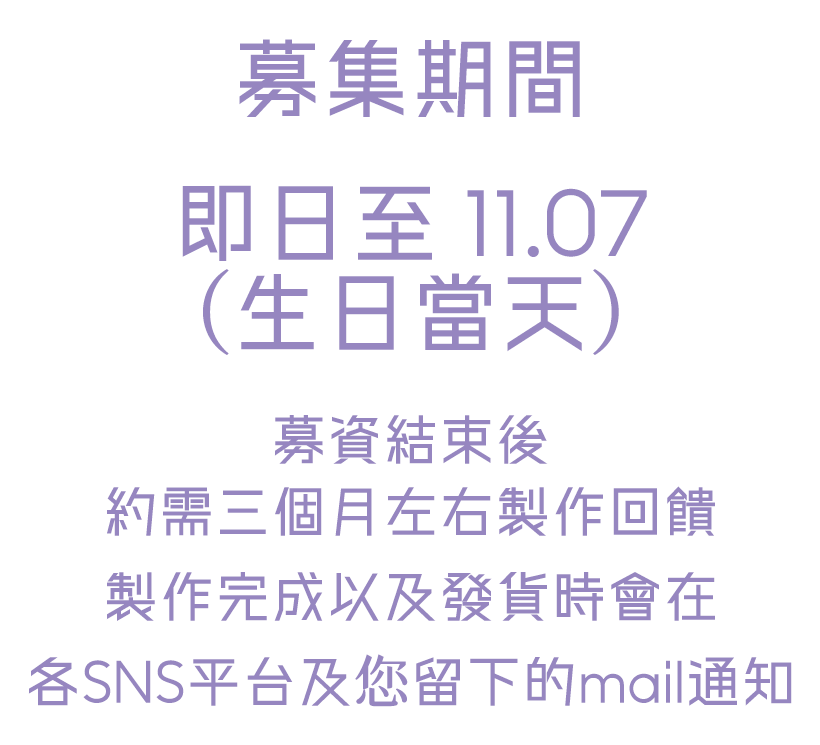 募集期間
即日至 11.07
（生日當天）
募資結束後
約需三個月左右製作回饋
製作完成以及發貨時會在
各SNS平台及您留下的mail通知